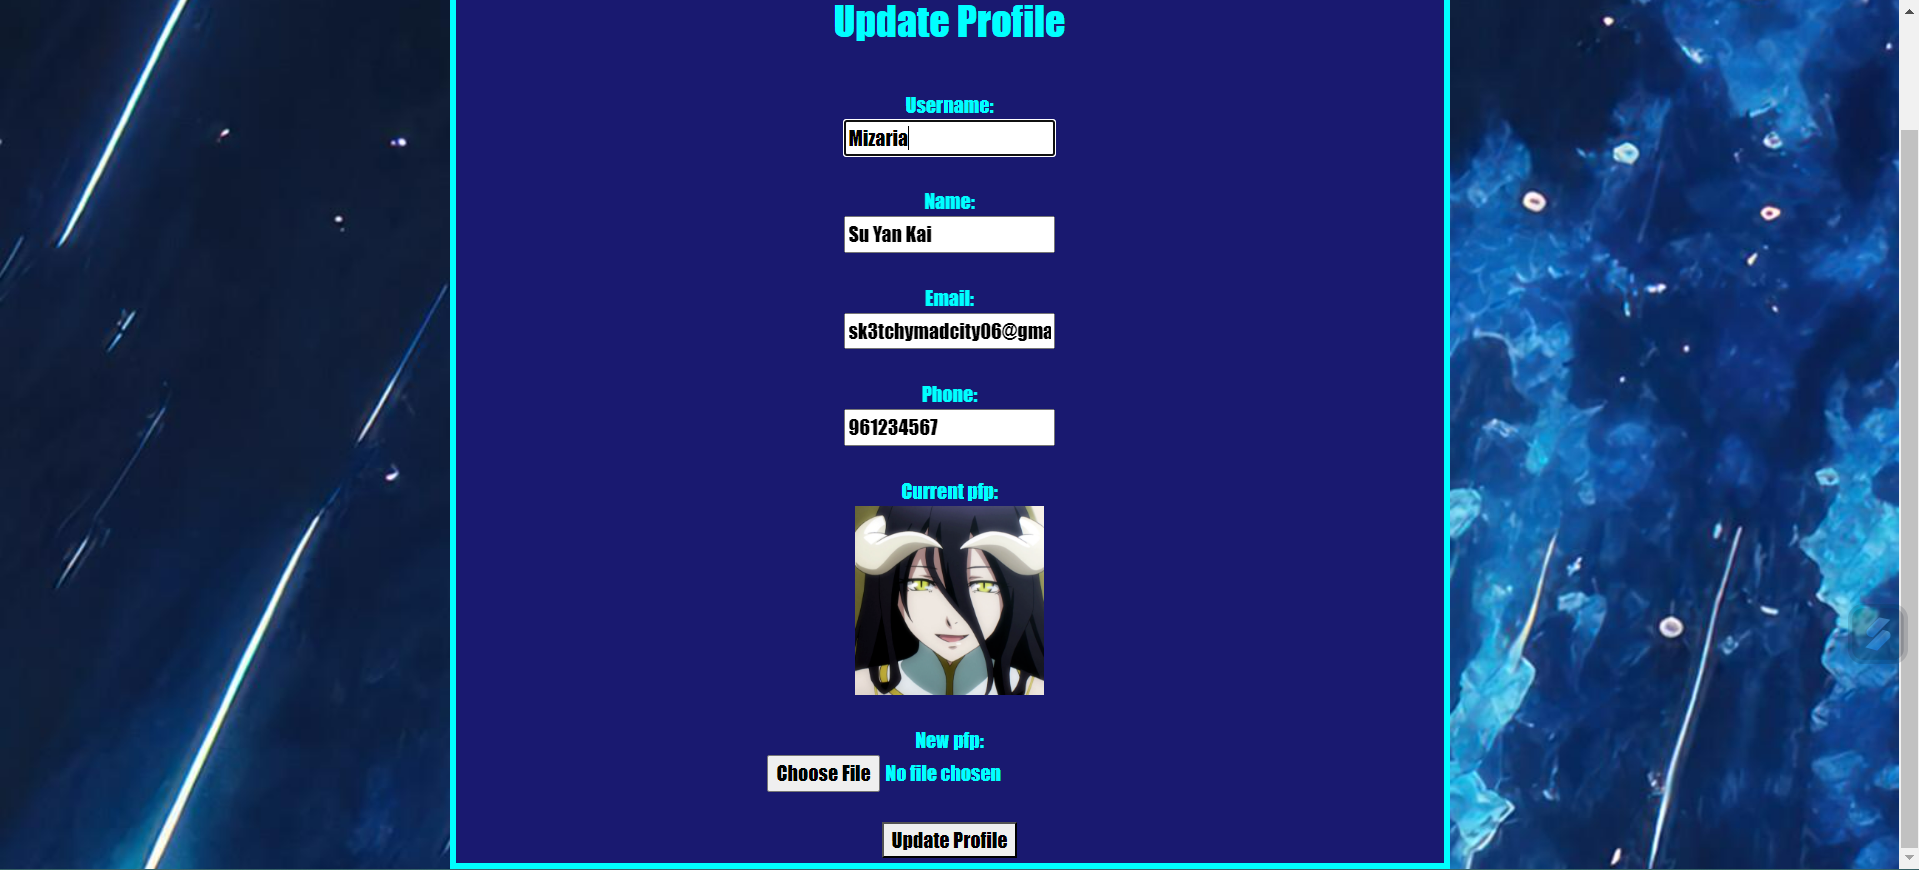 Update Profile
Username:
Mizaria
Name:
Su Yan Kai
Email:
sk3tchymadcity06@gma
Phone:
961234567
Current pfp:
New pfp:
Choose File No file chosen
Update Profile